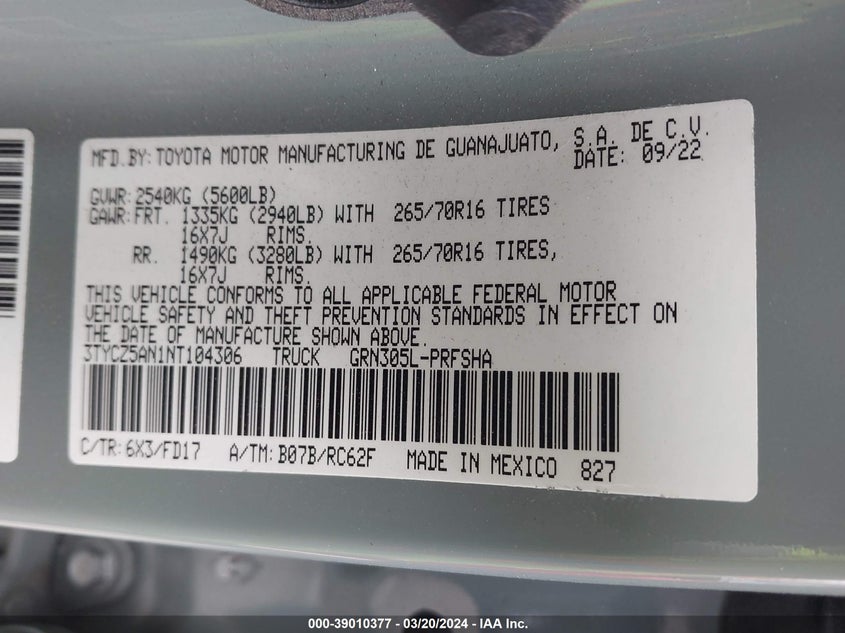 MFD.BY: TOYOTA MOTOR MANUFACTURING DE GUANAJUATO, S.A. DE C.V.
DATE: 09/22
GVWR: 2540KG (5600LB)
GAWR: FRT. 1335KG (2940LB) WITH 265/70R16 TIRES
16X7J RIMS.
RR. 1490KG (3280LB) WITH 265/70R16 TIRES,
16X7J RIMS.
THIS VEHICLE CONFORMS TO ALL APPLICABLE FEDERAL MOTOR
VEHICLE SAFETY AND THEFT PREVENTION STANDARDS IN EFFECT ON
THE DATE OF MANUFACTURE SHOWN ABOVE.
3TYCZ5AN1NT104306 TRUCK GRN305L-PRFSHA
C/TR: 6X3/FD17 A/TM: B07B/RC62F MADE IN MEXICO 827
000-39010377 - 03/20/2024 - IAA Inc.